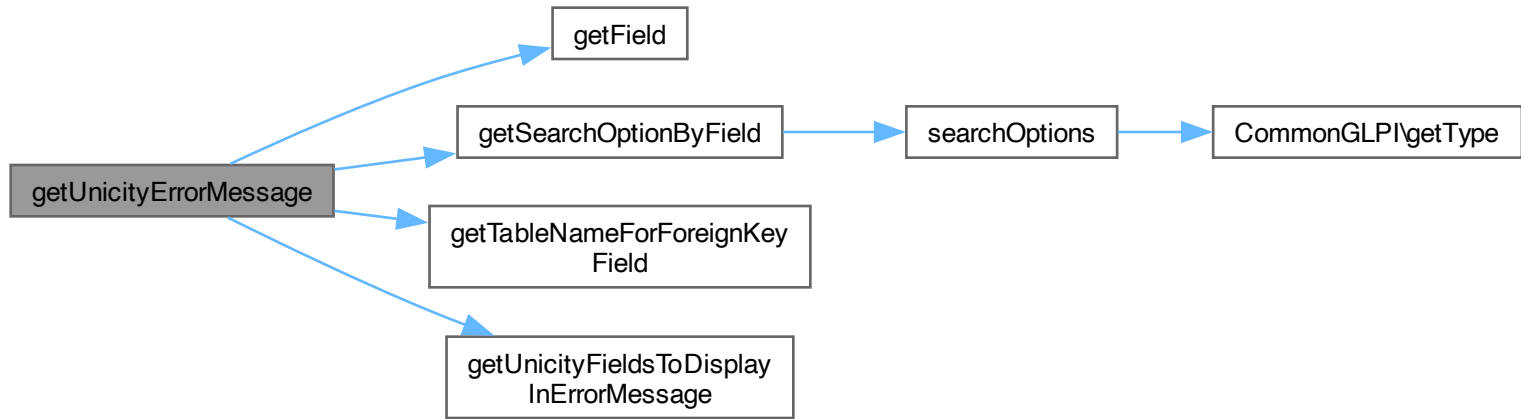 getField
getSearchOptionByField
searchOptions
CommonGLPI\getType
getUnicityErrorMessage
getTableNameForForeignKey
Field
getUnicityFieldsToDisplay
InErrorMessage